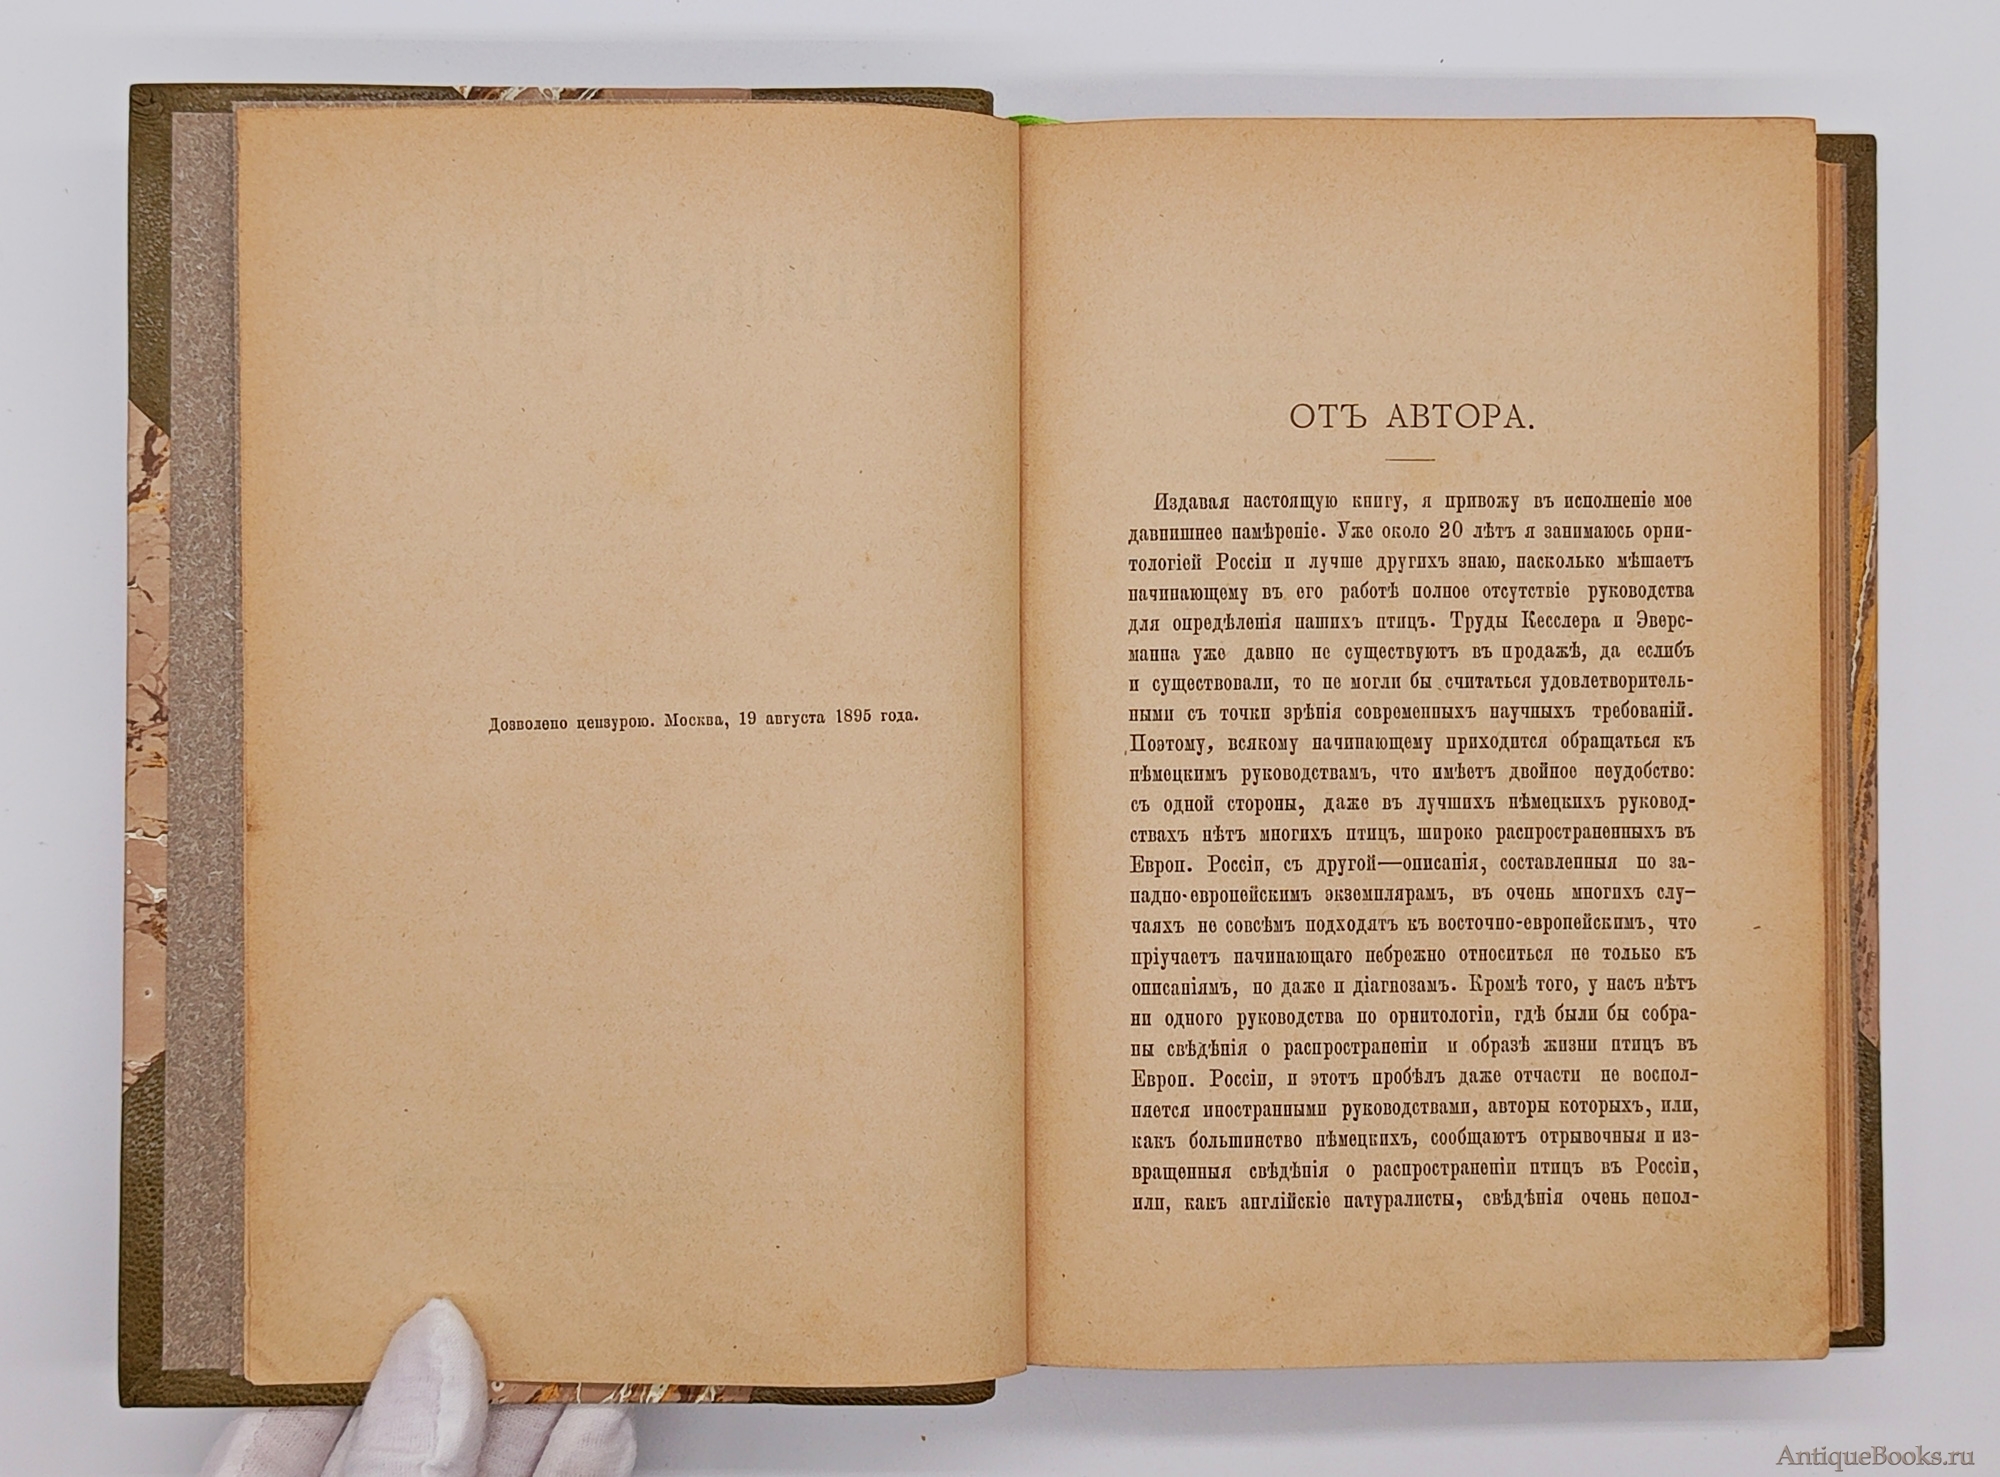 Дозволено цензурою. Москва, 19 августа 1895 года.
ОТЪ АВТОРА.
Издавая настоящую книгу, я привожу въ исполненіе мое
давнишнее намѣреніе. Уже около 20 лѣтъ я занимаюсь орни-
тологіей Россіи и лучше другихъ знаю, насколько мѣшаетъ
начинающему въ его работѣ полное отсутствіе руководства
для опредѣленія нашихъ птицъ. Труды Кесслера и Эверс-
манна уже давно не существуютъ въ продажѣ, да еслибъ
и существовали, то не могли бы считаться удовлетворитель-
ными съ точки зрѣнія современныхъ научныхъ требованій.
Поэтому, всякому начинающему приходится обращаться къ
нѣмецкимъ руководствамъ, что имѣетъ двойное неудобство:
съ одной стороны, даже въ лучшихъ нѣмецкихъ руковод-
ствахъ нѣтъ многихъ птицъ, широко распространенныхъ въ
Европ. Россіи, съ другой—описанія, составленныя по за-
падно-европейскимъ экземплярамъ, въ очень многихъ слу-
чаяхъ не совсѣмъ подходятъ къ восточно-европейскимъ, что
пріучаетъ начинающаго небрежно относиться не только къ
описаніямъ, но даже и діагнозамъ. Кромѣ того, у насъ нѣтъ
ни одного руководства по орнитологіи, гдѣ были бы собра-
ны свѣдѣнія о распространеніи и образѣ жизни птицъ въ
Европ. Россіи, и этотъ пробѣлъ даже отчасти не воспол-
няется иностранными руководствами, авторы которыхъ, или,
какъ большинство нѣмецкихъ, сообщаютъ отрывочныя и из-
вращенныя свѣдѣнія о распространеніи птицъ въ Россіи,
или, какъ англійскіе натуралисты, свѣдѣнія очень непол-
AntiqueBooks.ru